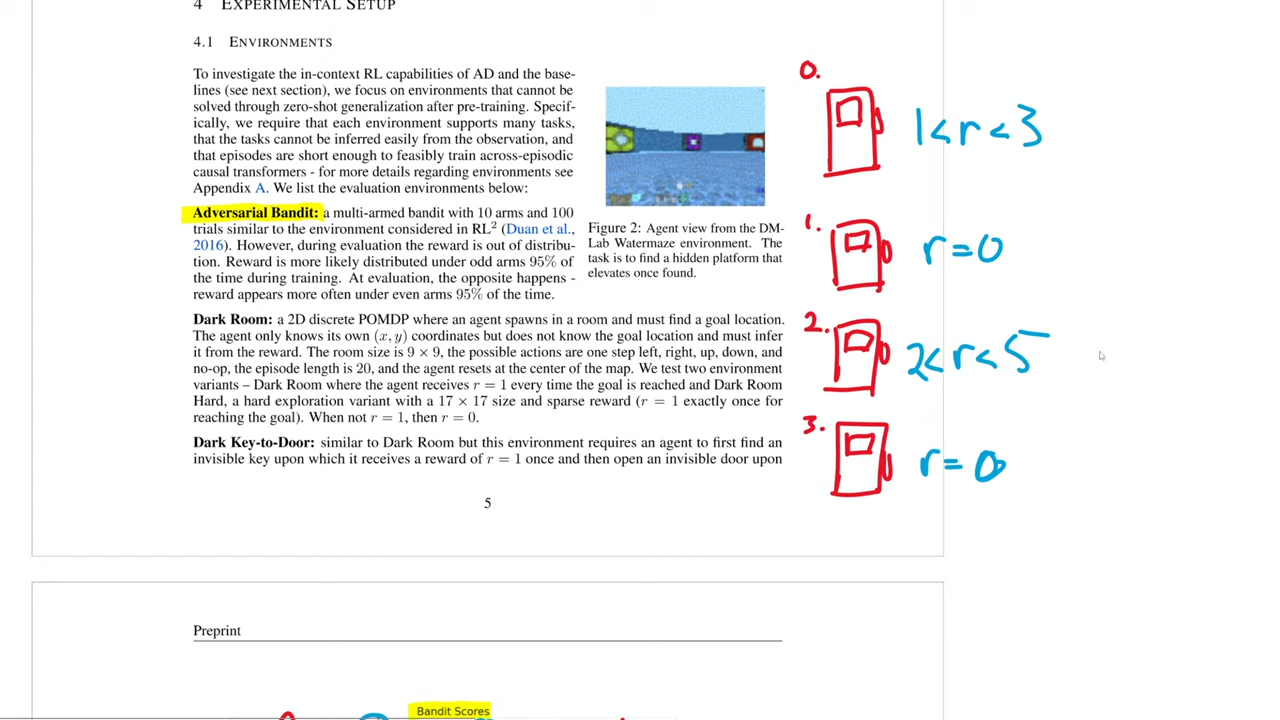 4 EXPERIMENTAL SETUP
4.1 ENVIRONMENTS
To investigate the in-context RL capabilities of AD and the base-
lines (see next section), we focus on environments that cannot be
solved through zero-shot generalization after pre-training. Specif-
ically, we require that each environment supports many tasks,
that the tasks cannot be inferred easily from the observation, and
that episodes are short enough to feasibly train across-episodic
causal transformers - for more details regarding environments see
Appendix A. We list the evaluation environments below:
Adversarial Bandit: a multi-armed bandit with 10 arms and 100
trials similar to the environment considered in RL² (Duan et al.,
2016). However, during evaluation the reward is out of distribu-
tion. Reward is more likely distributed under odd arms 95% of
the time during training. At evaluation, the opposite happens -
reward appears more often under even arms 95% of the time.
Figure 2: Agent view from the DM-
Lab Watermaze environment. The
task is to find a hidden platform that
elevates once found.
Dark Room: a 2D discrete POMDP where an agent spawns in a room and must find a goal location.
The agent only knows its own (x, y) coordinates but does not know the goal location and must infer
it from the reward. The room size is 9 × 9, the possible actions are one step left, right, up, down, and
no-op, the episode length is 20, and the agent resets at the center of the map. We test two environment
variants – Dark Room where the agent receives r = 1 every time the goal is reached and Dark Room
Hard, a hard exploration variant with a 17 × 17 size and sparse reward (r = 1 exactly once for
reaching the goal). When not r = 1, then r = 0.
Dark Key-to-Door: similar to Dark Room but this environment requires an agent to first find an
invisible key upon which it receives a reward of r = 1 once and then open an invisible door upon
5
0. 1<r<3
1. r=0
2. 2<r<5
3. r=0
Preprint
Bandit Scores